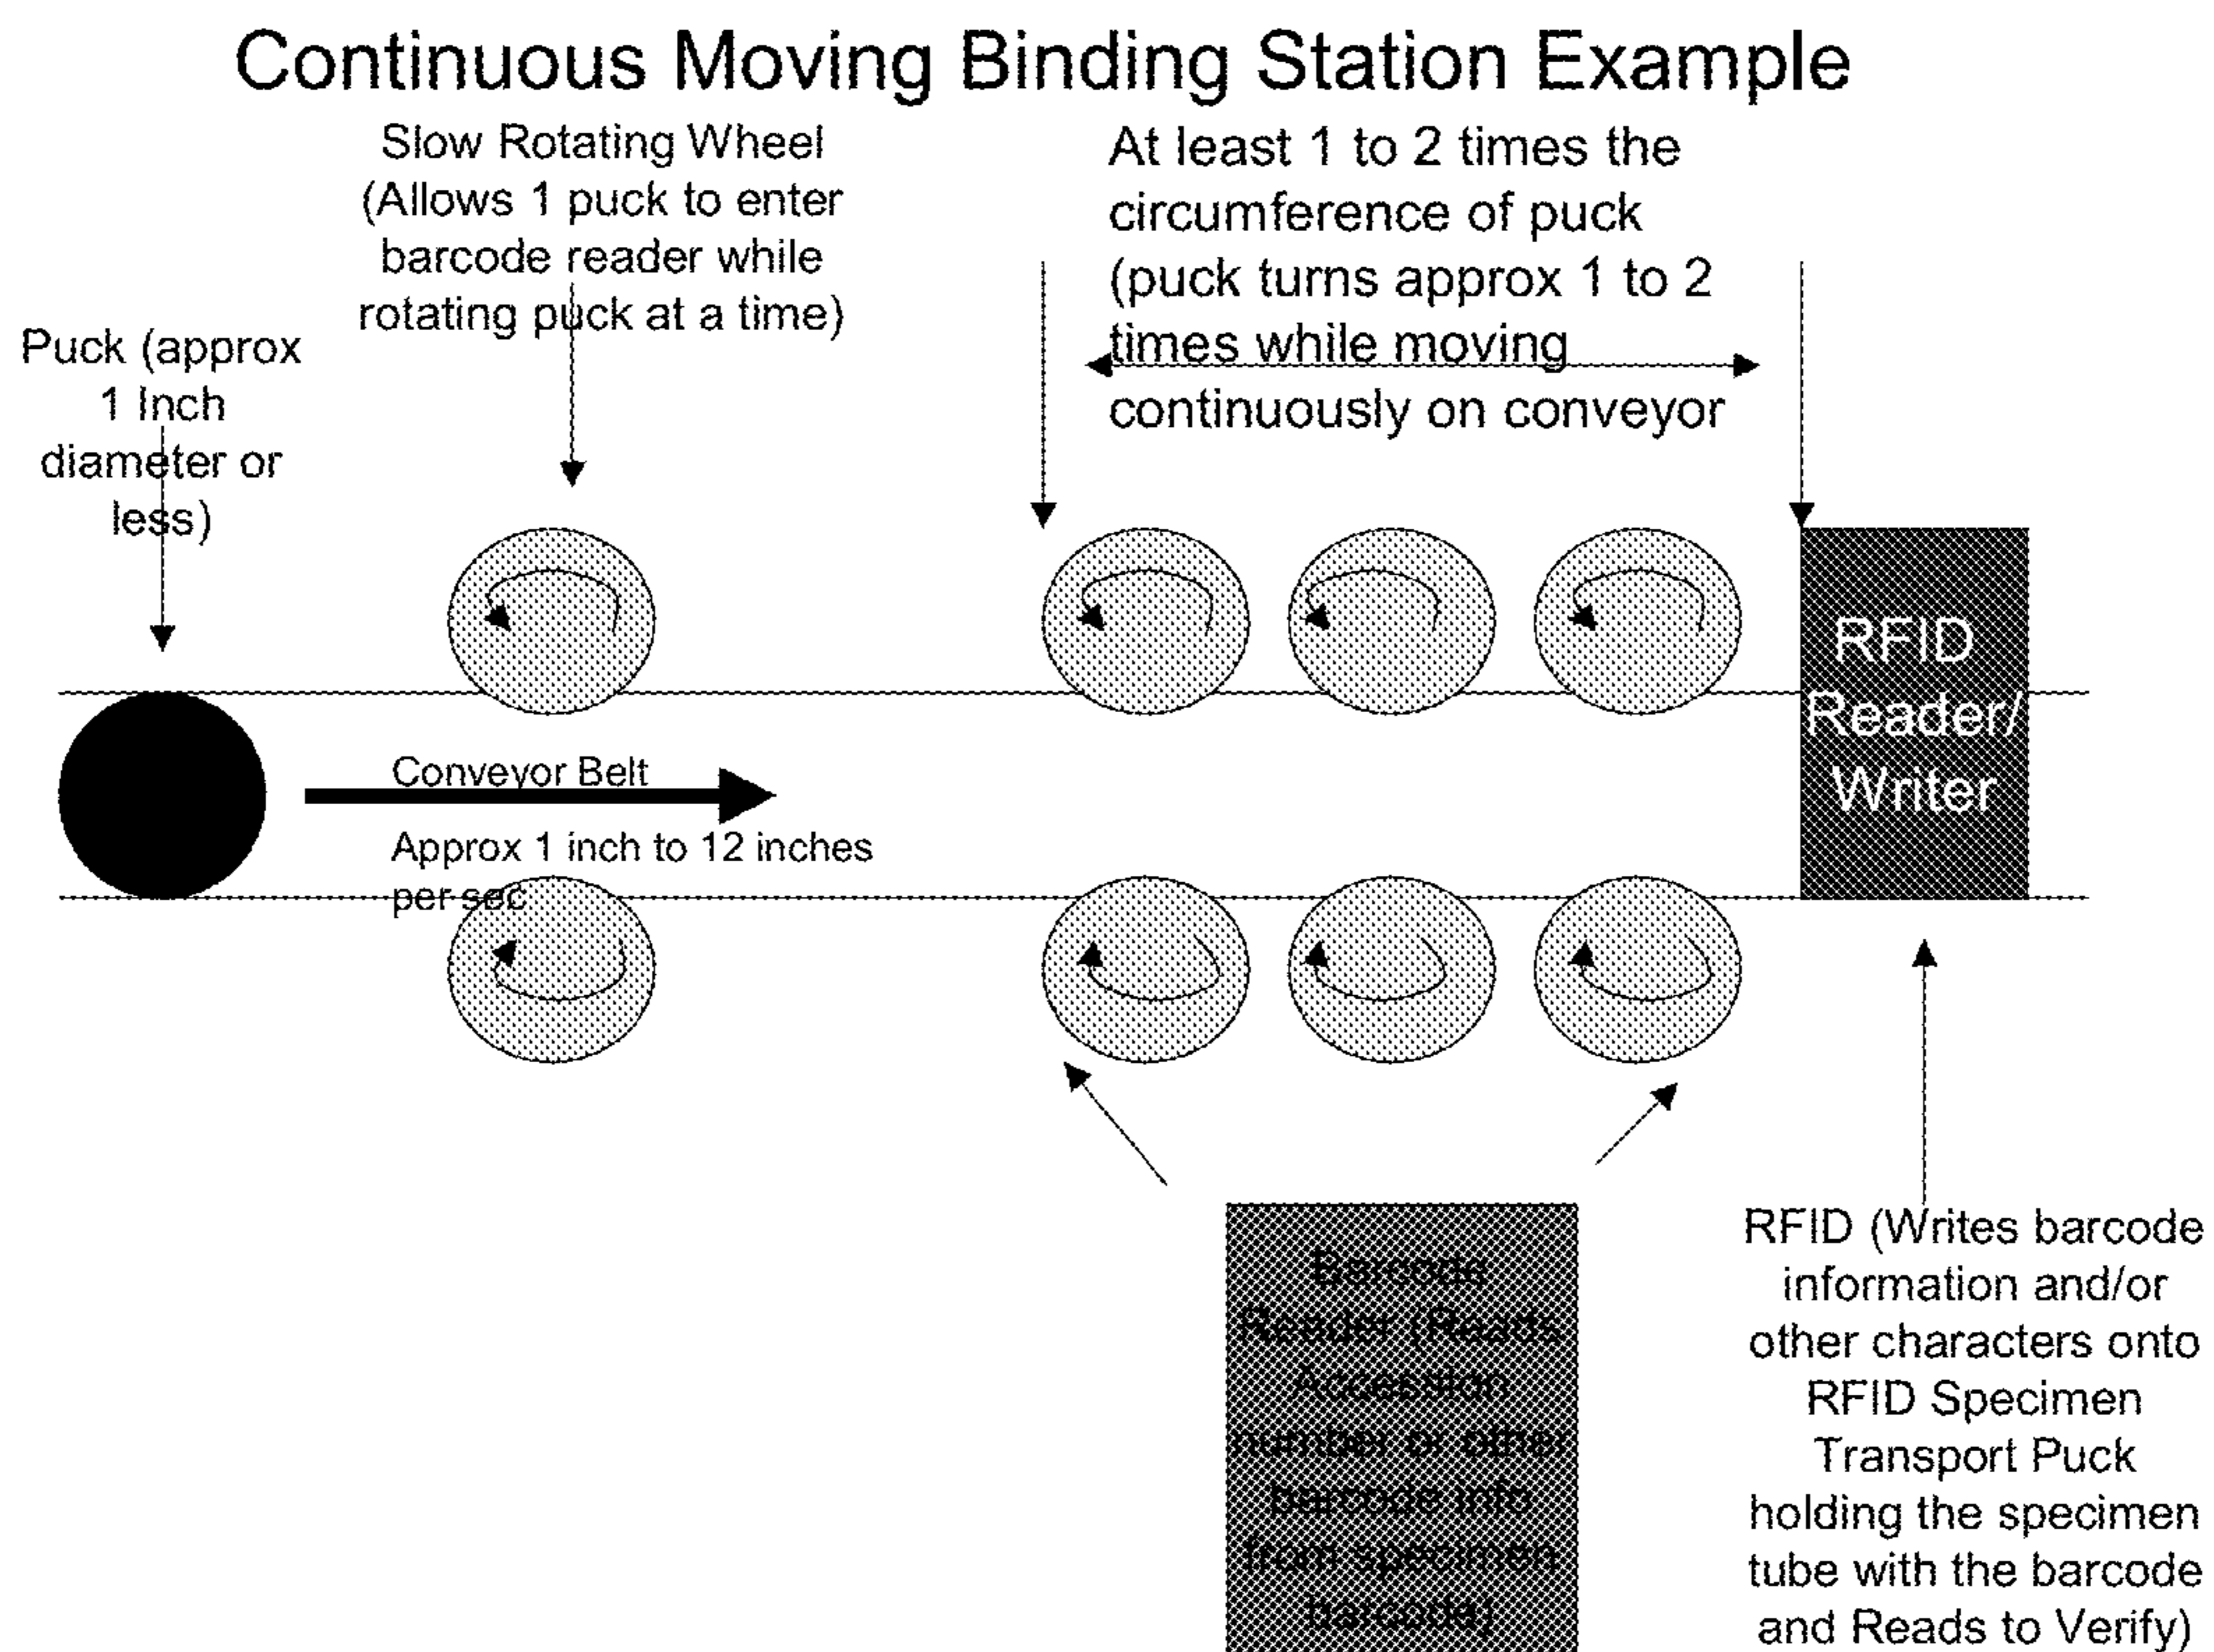 Continuous Moving Binding Station Example
Slow Rotating Wheel
(Allows 1 puck to enter
barcode reader while
rotating puck at a time)
At least 1 to 2 times the
circumference of puck
(puck turns approx 1 to 2
times while moving
continuously on conveyor
Puck (approx
1 Inch
diameter or
less)
Conveyor Belt
Approx 1 inch to 12 inches
per sec
RFID
Reader/
Writer
Barcode
Reader (Reads
Accession
number or other
barcode info
from specimen
barcode)
RFID (Writes barcode
information and/or
other characters onto
RFID Specimen
Transport Puck
holding the specimen
tube with the barcode
and Reads to Verify)